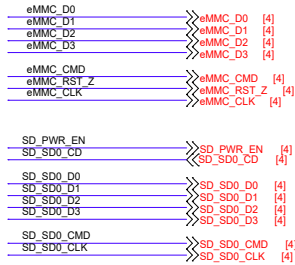 eMMC_D0 eMMC_D0 [4]
eMMC_D1 eMMC_D1 [4]
eMMC_D2 eMMC_D2 [4]
eMMC_D3 eMMC_D3 [4]
eMMC_CMD eMMC_CMD [4]
eMMC_RST_Z eMMC_RST_Z [4]
eMMC_CLK eMMC_CLK [4]
SD_PWR_EN SD_PWR_EN [4]
SD_SD0_CD SD_SD0_CD [4]
SD_SD0_D0 SD_SD0_D0 [4]
SD_SD0_D1 SD_SD0_D1 [4]
SD_SD0_D2 SD_SD0_D2 [4]
SD_SD0_D3 SD_SD0_D3 [4]
SD_SD0_CMD SD_SD0_CMD [4]
SD_SD0_CLK SD_SD0_CLK [4]